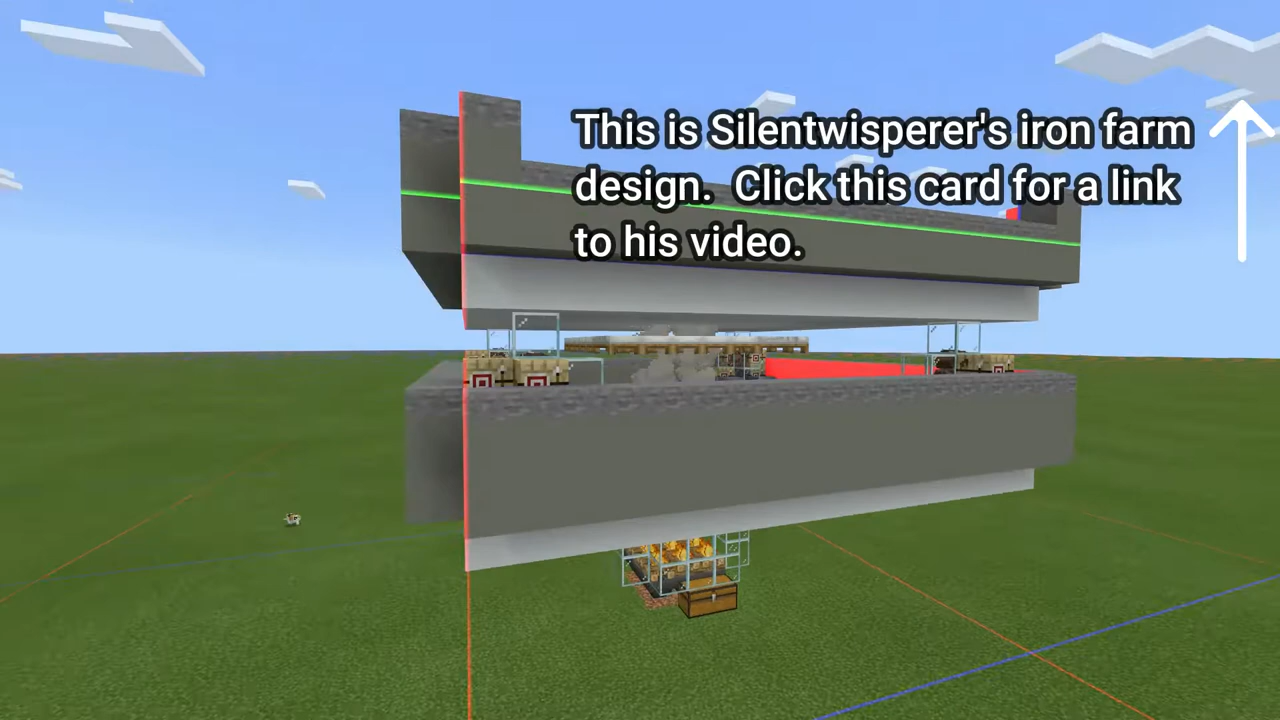 This is Silentwisperer's iron farm
design.  Click this card for a link
to his video.